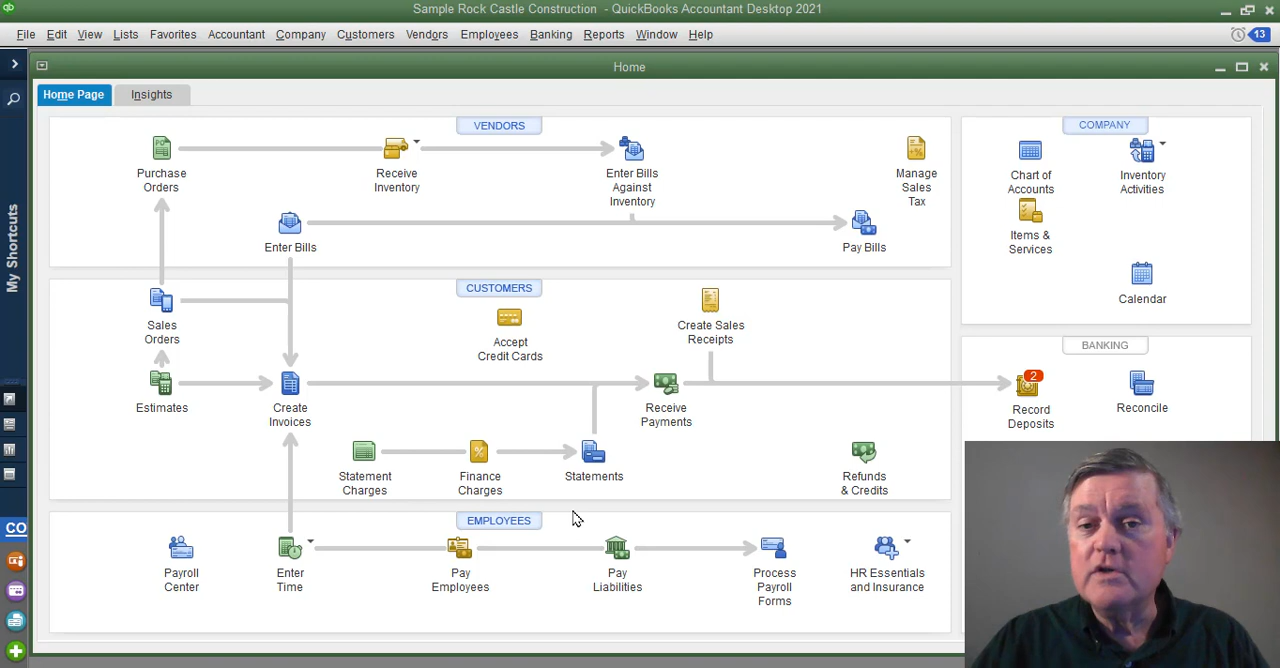 Sample Rock Castle Construction - QuickBooks Accountant Desktop 2021
File Edit View Lists Favorites Accountant Company Customers Vendors Employees Banking Reports Window Help
13
Home
Home Page Insights
My Shortcuts
CO
VENDORS
Purchase
Orders
Receive
Inventory
Enter Bills
Against
Inventory
Manage
Sales
Tax
Enter Bills
Pay Bills
CUSTOMERS
Sales
Orders
Accept
Credit Cards
Create Sales
Receipts
Estimates
Create
Invoices
Receive
Payments
Statement
Charges
Finance
Charges
Statements
Refunds
& Credits
EMPLOYEES
Payroll
Center
Enter
Time
Pay
Employees
Pay
Liabilities
Process
Payroll
Forms
HR Essentials
and Insurance
COMPANY
Chart of
Accounts
Inventory
Activities
Items &
Services
Calendar
BANKING
2
Record
Deposits
Reconcile